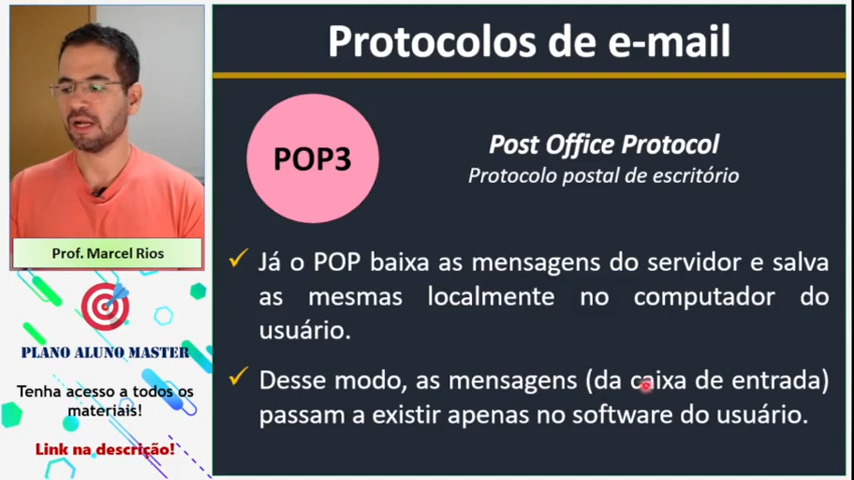 Protocolos de e-mail
POP3
Post Office Protocol
Protocolo postal de escritório
Prof. Marcel Rios
Já o POP baixa as mensagens do servidor e salva
as mesmas localmente no computador do
usuário.
Desse modo, as mensagens (da caixa de entrada)
passam a existir apenas no software do usuário.
PLANO ALUNO MASTER
Tenha acesso a todos os
materiais!
Link na descrição!